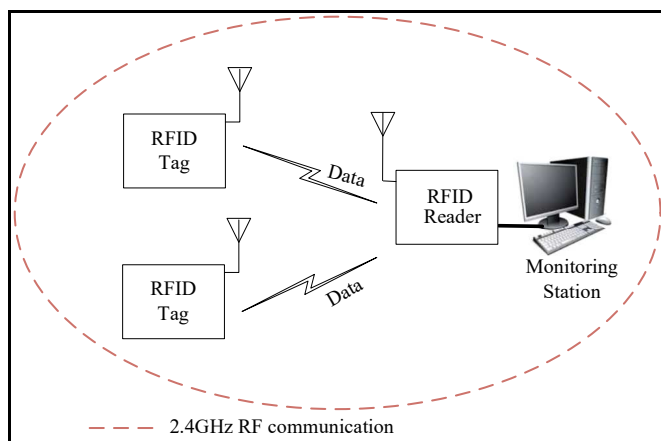 RFID
Tag
Data
RFID
Reader
RFID
Tag
Data
Monitoring
Station
2.4GHz RF communication